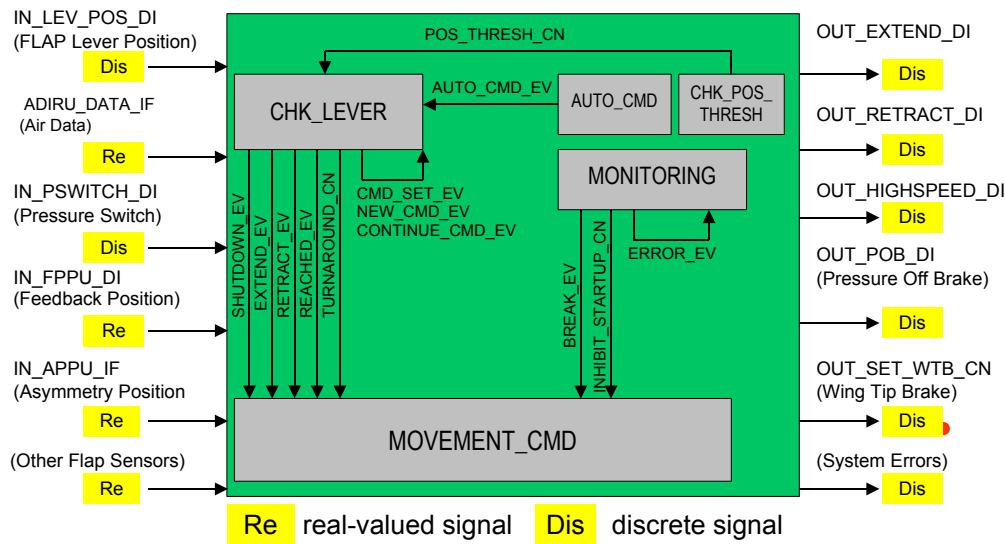 IN_LEV_POS_DI
(FLAP Lever Position)
Dis
ADIRU_DATA_IF
(Air Data)
Re
IN_PSWITCH_DI
(Pressure Switch)
Dis
IN_FPPU_DI
(Feedback Position)
Re
IN_APPU_IF
(Asymmetry Position
Re
(Other Flap Sensors)
Re
POS_THRESH_CN
CHK_LEVER
AUTO_CMD_EV
AUTO_CMD
CHK_POS_
THRESH
CMD_SET_EV
NEW_CMD_EV
CONTINUE_CMD_EV
SHUTDOWN_EV
EXTEND_EV
RETRACT_EV
REACHED_EV
TURNAROUND_CN
MONITORING
ERROR_EV
BREAK_EV
INHIBIT_STARTUP_CN
MOVEMENT_CMD
OUT_EXTEND_DI
Dis
OUT_RETRACT_DI
Dis
OUT_HIGHSPEED_DI
Dis
OUT_POB_DI
(Pressure Off Brake)
Dis
OUT_SET_WTB_CN
(Wing Tip Brake)
Dis
(System Errors)
Dis
Re real-valued signal Dis discrete signal